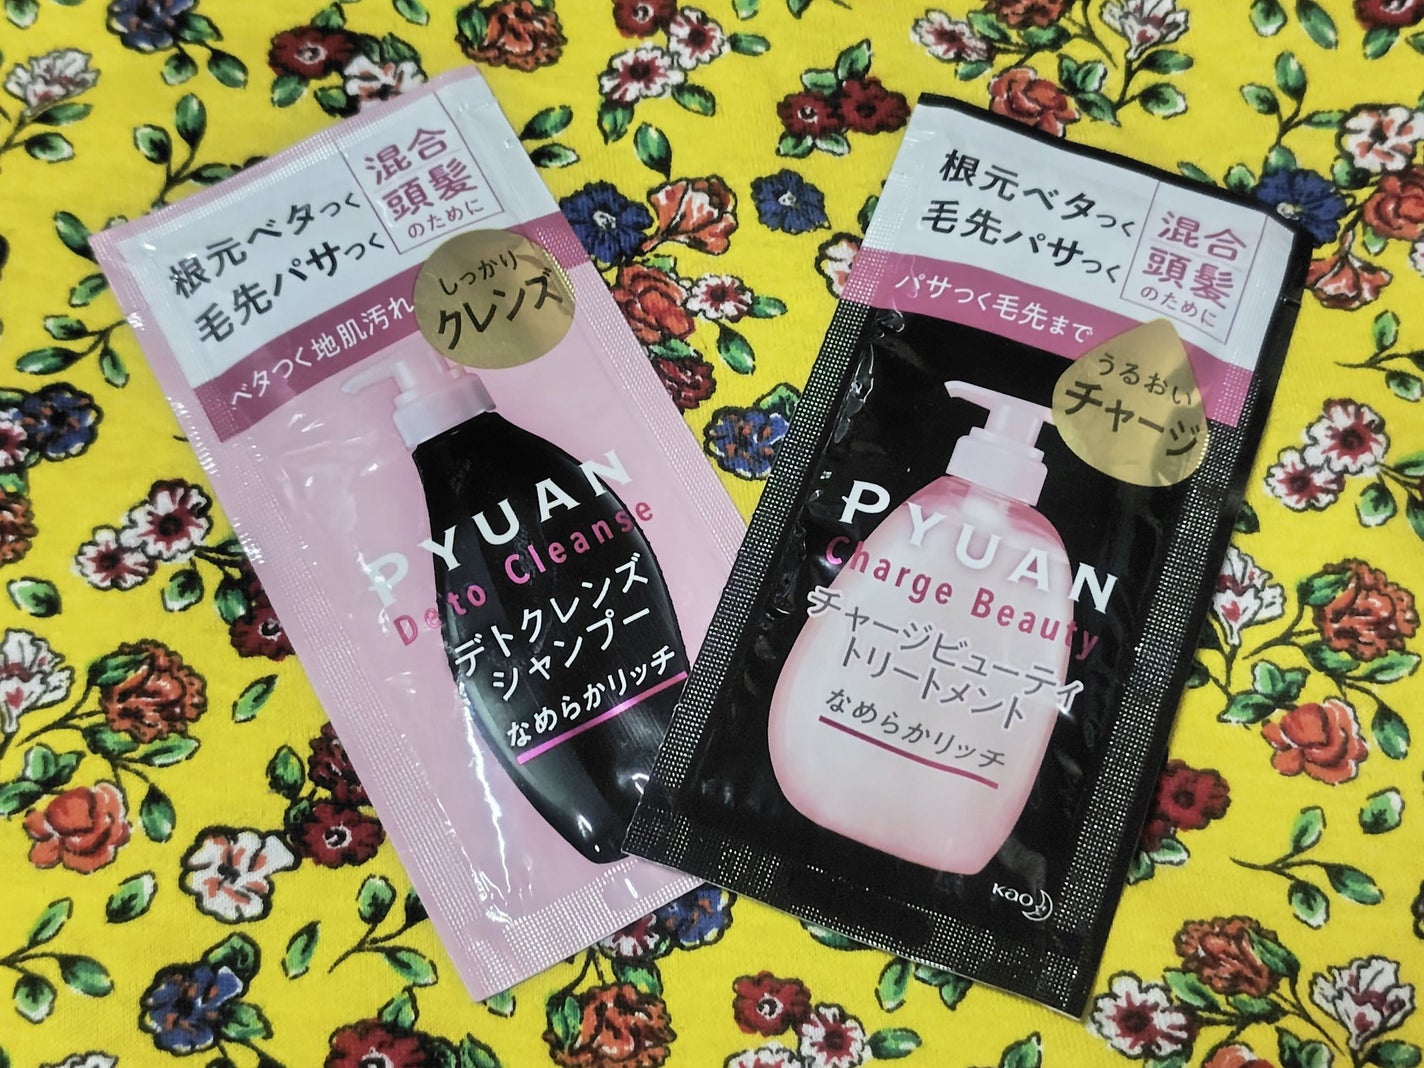 根元ベタつく
毛先パサつく
混合
頭髪
のために
ベタつく地肌汚れ
しっかり
クレンズ
PYUAN
Deto Cleanse
デトクレンズ
シャンプー
なめらかリッチ
根元ベタつく
毛先パサつく
混合
頭髪
のために
パサつく毛先まで
うるおい
チャージ
PYUAN
Charge Beauty
チャージビューティ
トリートメント
なめらかリッチ
Kao